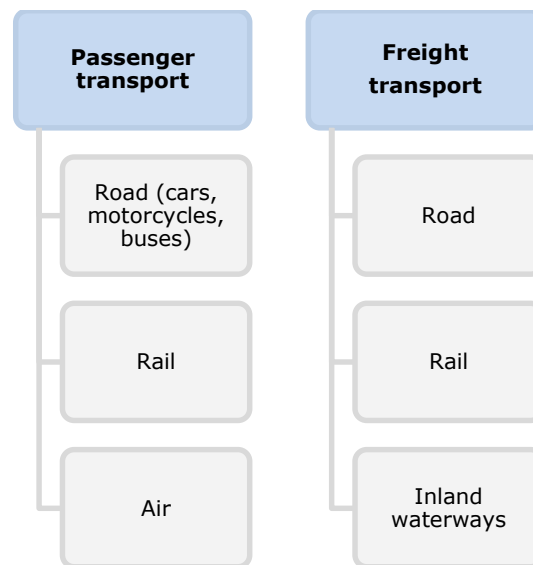 Passenger
transport
Road (cars,
motorcycles,
buses)
Rail
Air
Freight
transport
Road
Rail
Inland
waterways